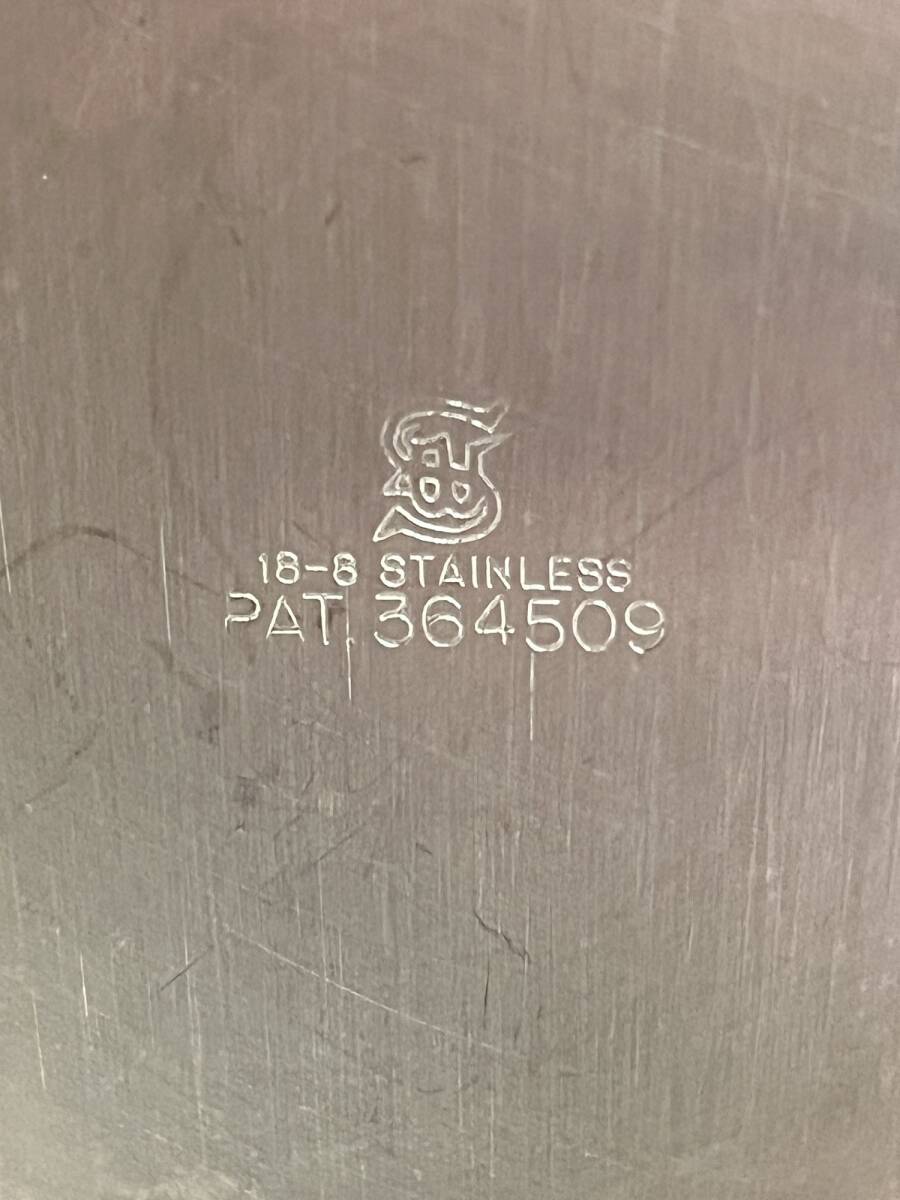 18-8 STAINLESS
PAT. 364509